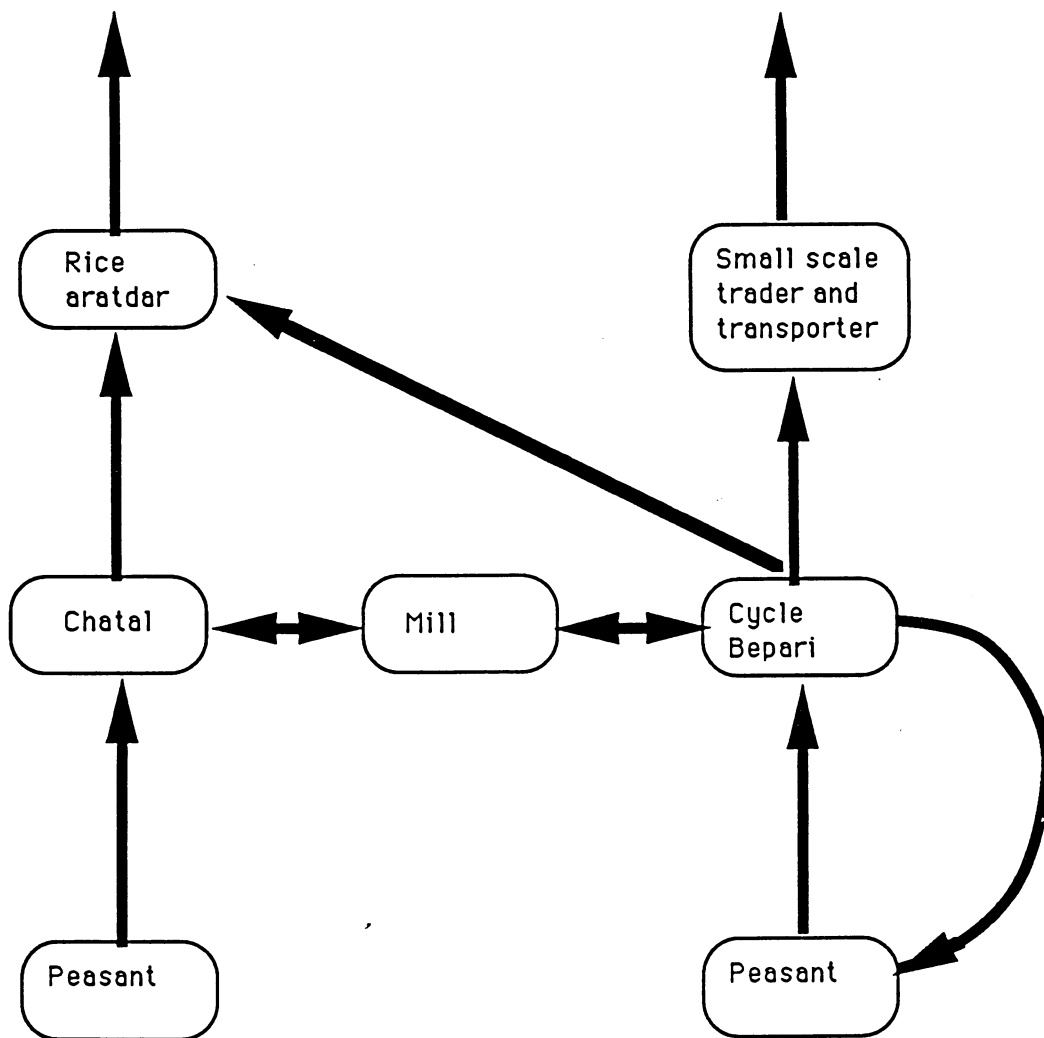 Rice
aratdar
Small scale
trader and
transporter
Chatal
Mill
Cycle
Bepari
Peasant
Peasant